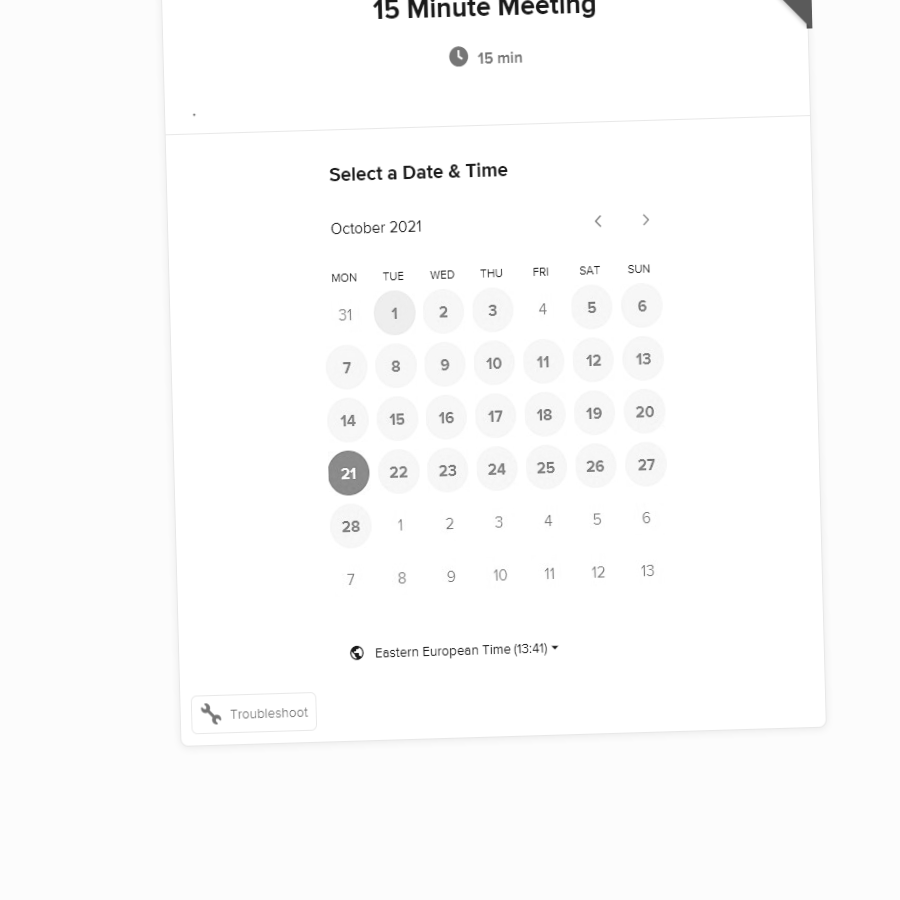 15 Minute Meeting
15 min
Select a Date & Time
October 2021
MON TUE WED THU FRI SAT SUN
31 1 2 3 4 5 6
7 8 9 10 11 12 13
14 15 16 17 18 19 20
21 22 23 24 25 26 27
28 1 2 3 4 5 6
7 8 9 10 11 12 13
Eastern European Time (13:41)
Troubleshoot